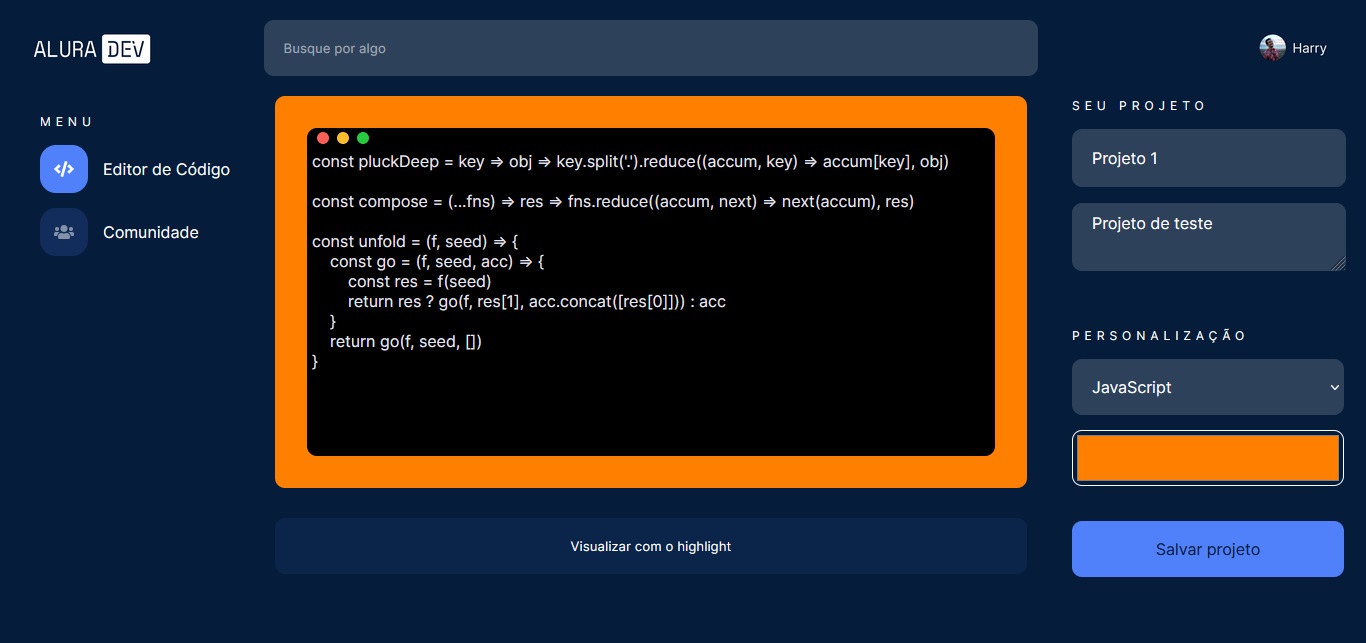 ALURA DEV
Busque por algo
Harry
MENU
Editor de Código
Comunidade
const pluckDeep = key => obj => key.split('.').reduce((accum, key) => accum[key], obj)
const compose = (...fns) => res => fns.reduce((accum, next) => next(accum), res)
const unfold = (f, seed) => {
    const go = (f, seed, acc) => {
        const res = f(seed)
        return res ? go(f, res[1], acc.concat([res[0]])) : acc
    }
    return go(f, seed, [])
}
Visualizar com o highlight
SEU PROJETO
Projeto 1
Projeto de teste
PERSONALIZAÇÃO
JavaScript
Salvar projeto